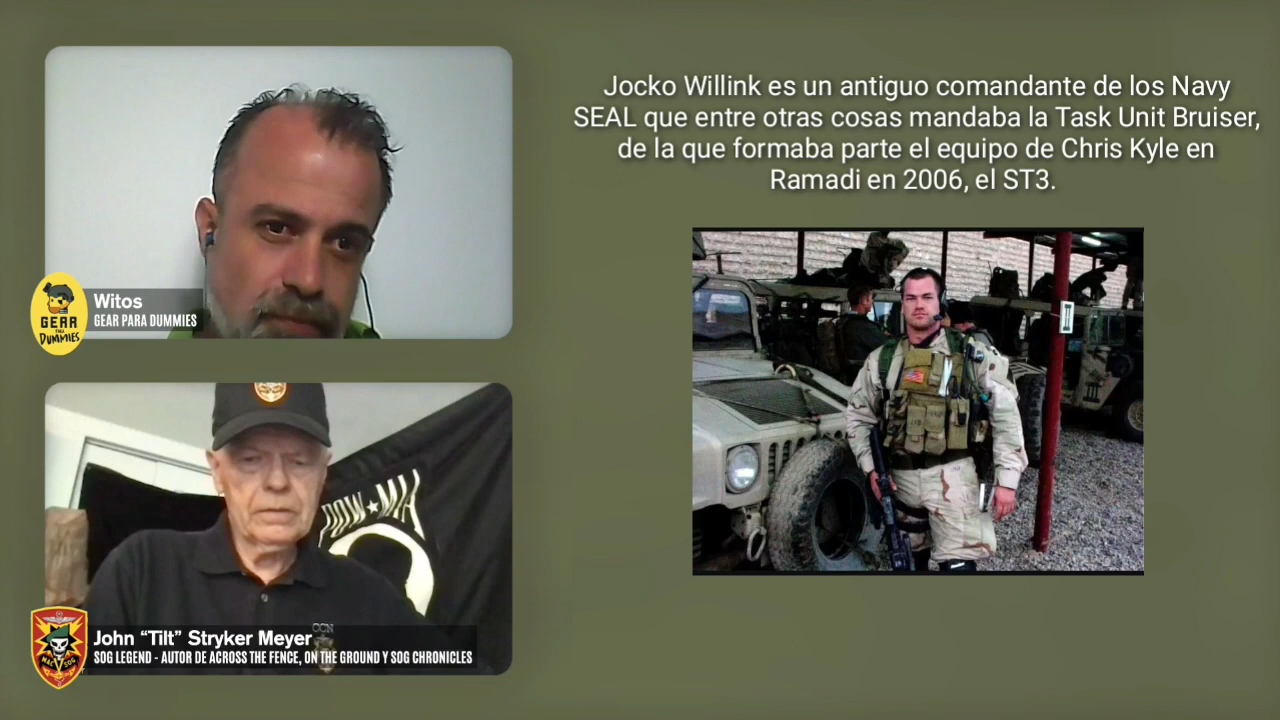 Jocko Willink es un antiguo comandante de los Navy
SEAL que entre otras cosas mandaba la Task Unit Bruiser,
de la que formaba parte el equipo de Chris Kyle en
Ramadi en 2006, el ST3.
GEAR
PARA
DUMMIES
Witos
GEAR PARA DUMMIES
POW★MIA
CCN
MAC V SOG
John “Tilt” Stryker Meyer
SOG LEGEND - AUTOR DE ACROSS THE FENCE, ON THE GROUND Y SOG CHRONICLES